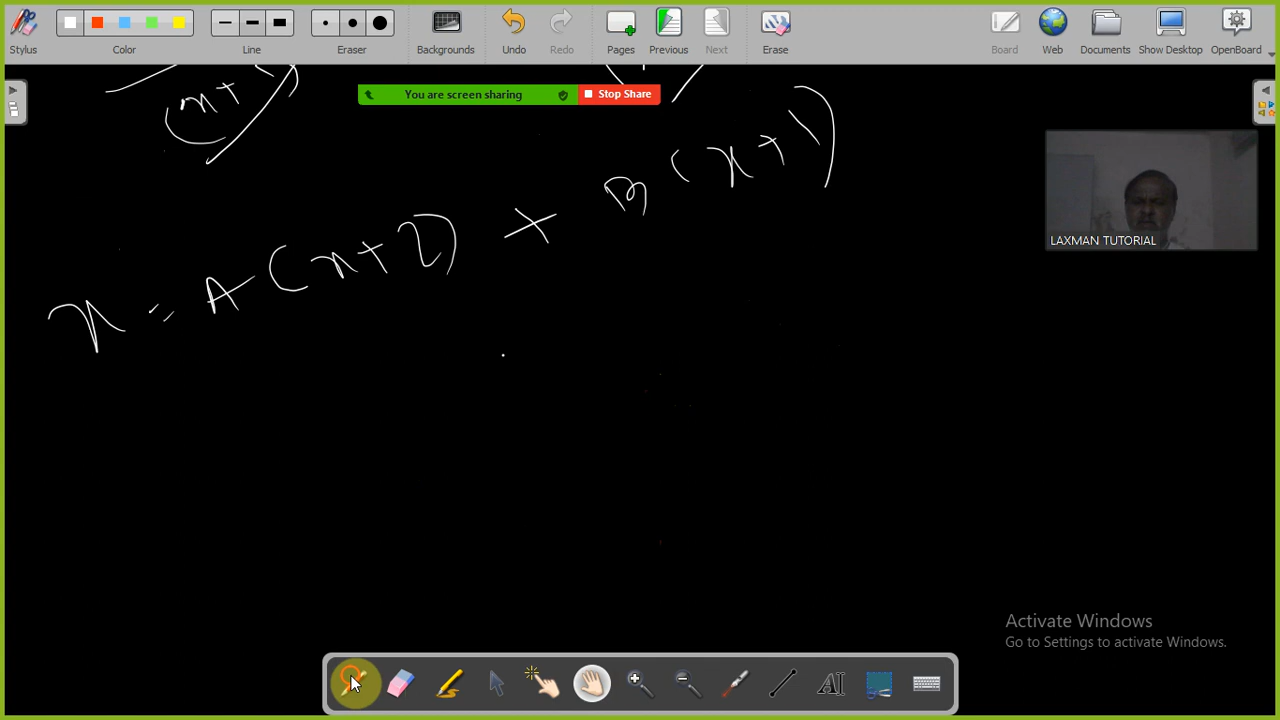 Stylus Color Line Eraser Backgrounds Undo Redo Pages Previous Next Erase Board Web Documents Show Desktop OpenBoard
You are screen sharing Stop Share
(x+
x = A (x+2) + B (x+1)
LAXMAN TUTORIAL
Activate Windows
Go to Settings to activate Windows.